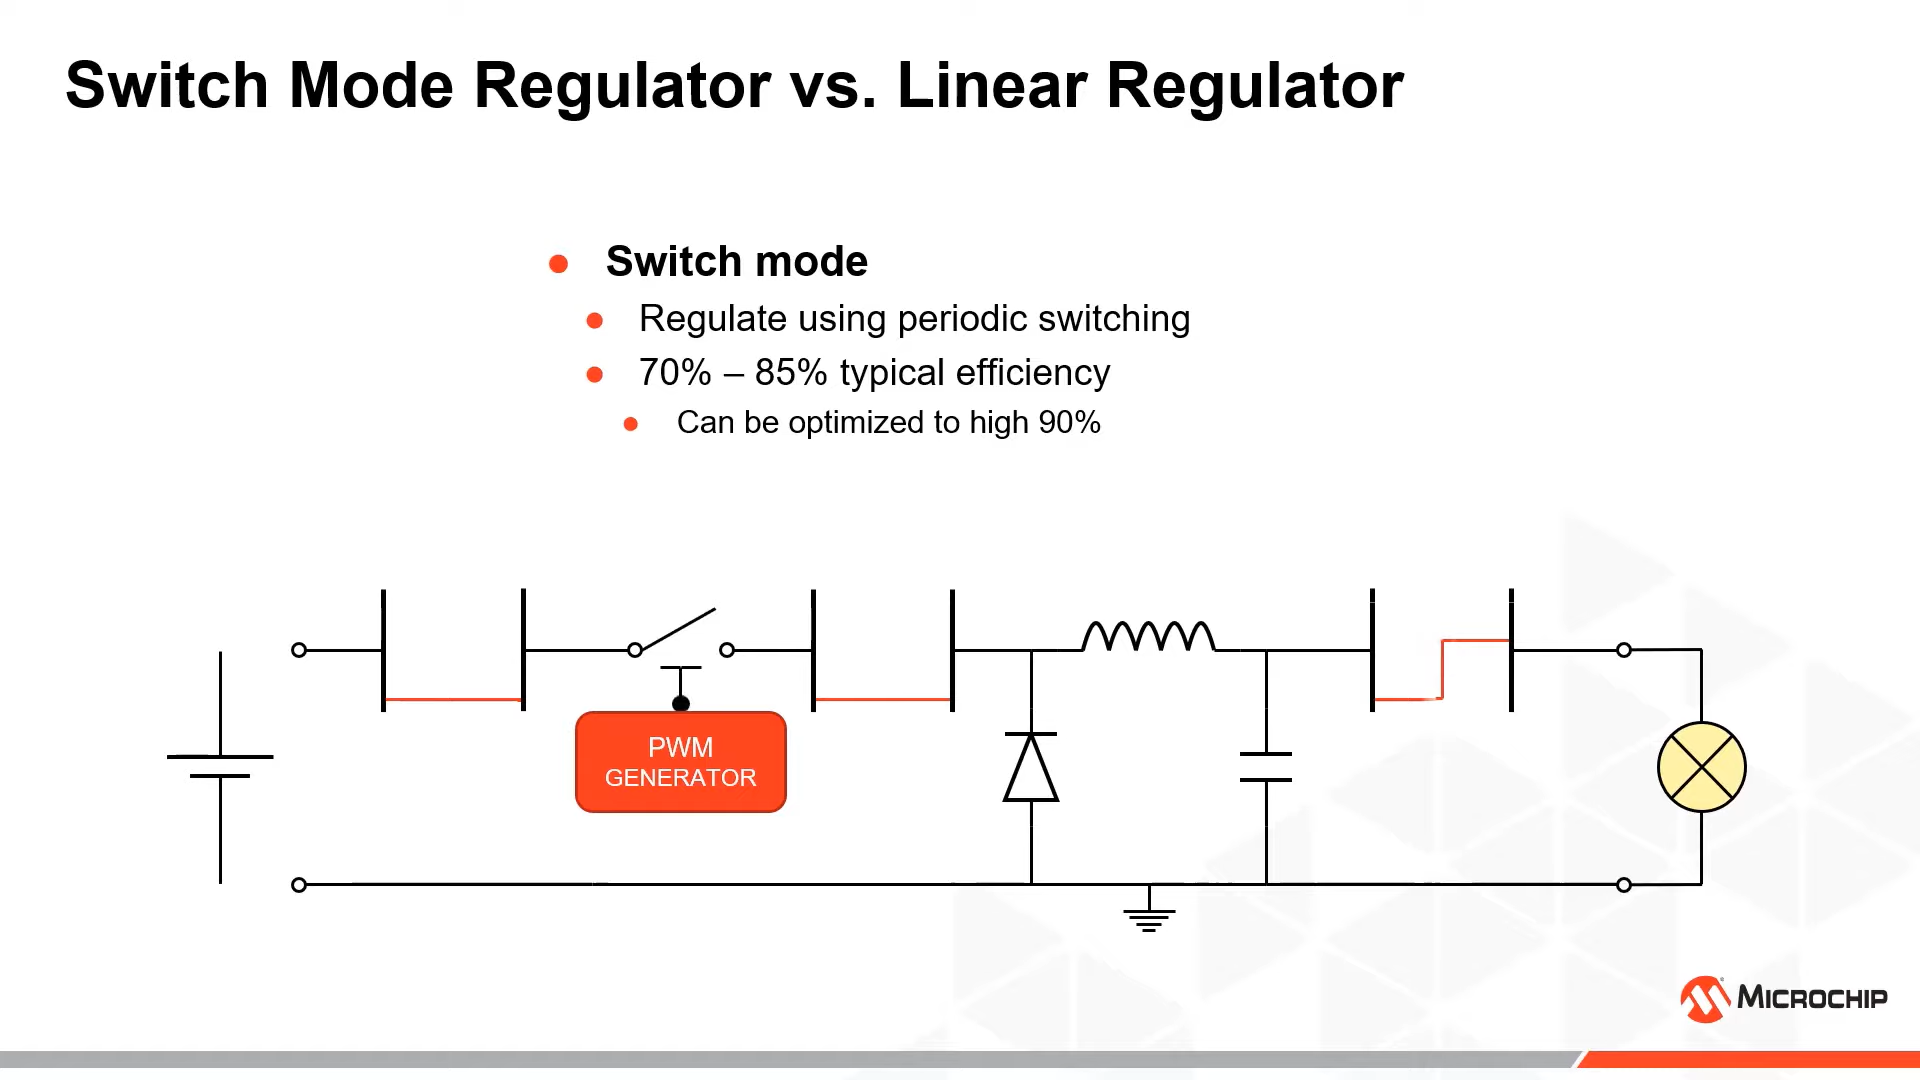 Switch Mode Regulator vs. Linear Regulator
Switch mode
Regulate using periodic switching
70% – 85% typical efficiency
Can be optimized to high 90%
PWM
GENERATOR
MICROCHIP